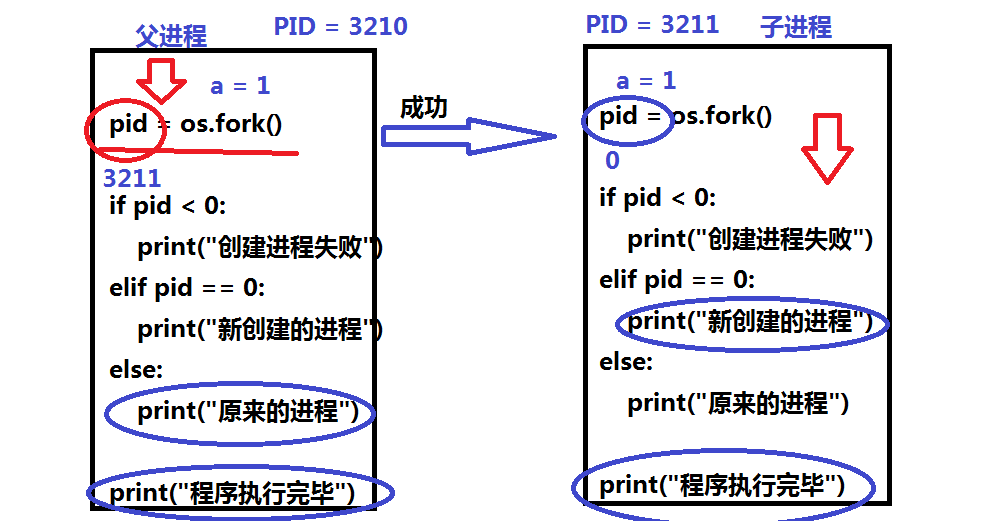 父进程
PID = 3210
a = 1
pid = os.fork()
3211
if pid < 0:
print("创建进程失败")
elif pid == 0:
print("新创建的进程")
else:
print("原来的进程")
print("程序执行完毕")
成功
PID = 3211
子进程
a = 1
pid = os.fork()
0
if pid < 0:
print("创建进程失败")
elif pid == 0:
print("新创建的进程")
else:
print("原来的进程")
print("程序执行完毕")